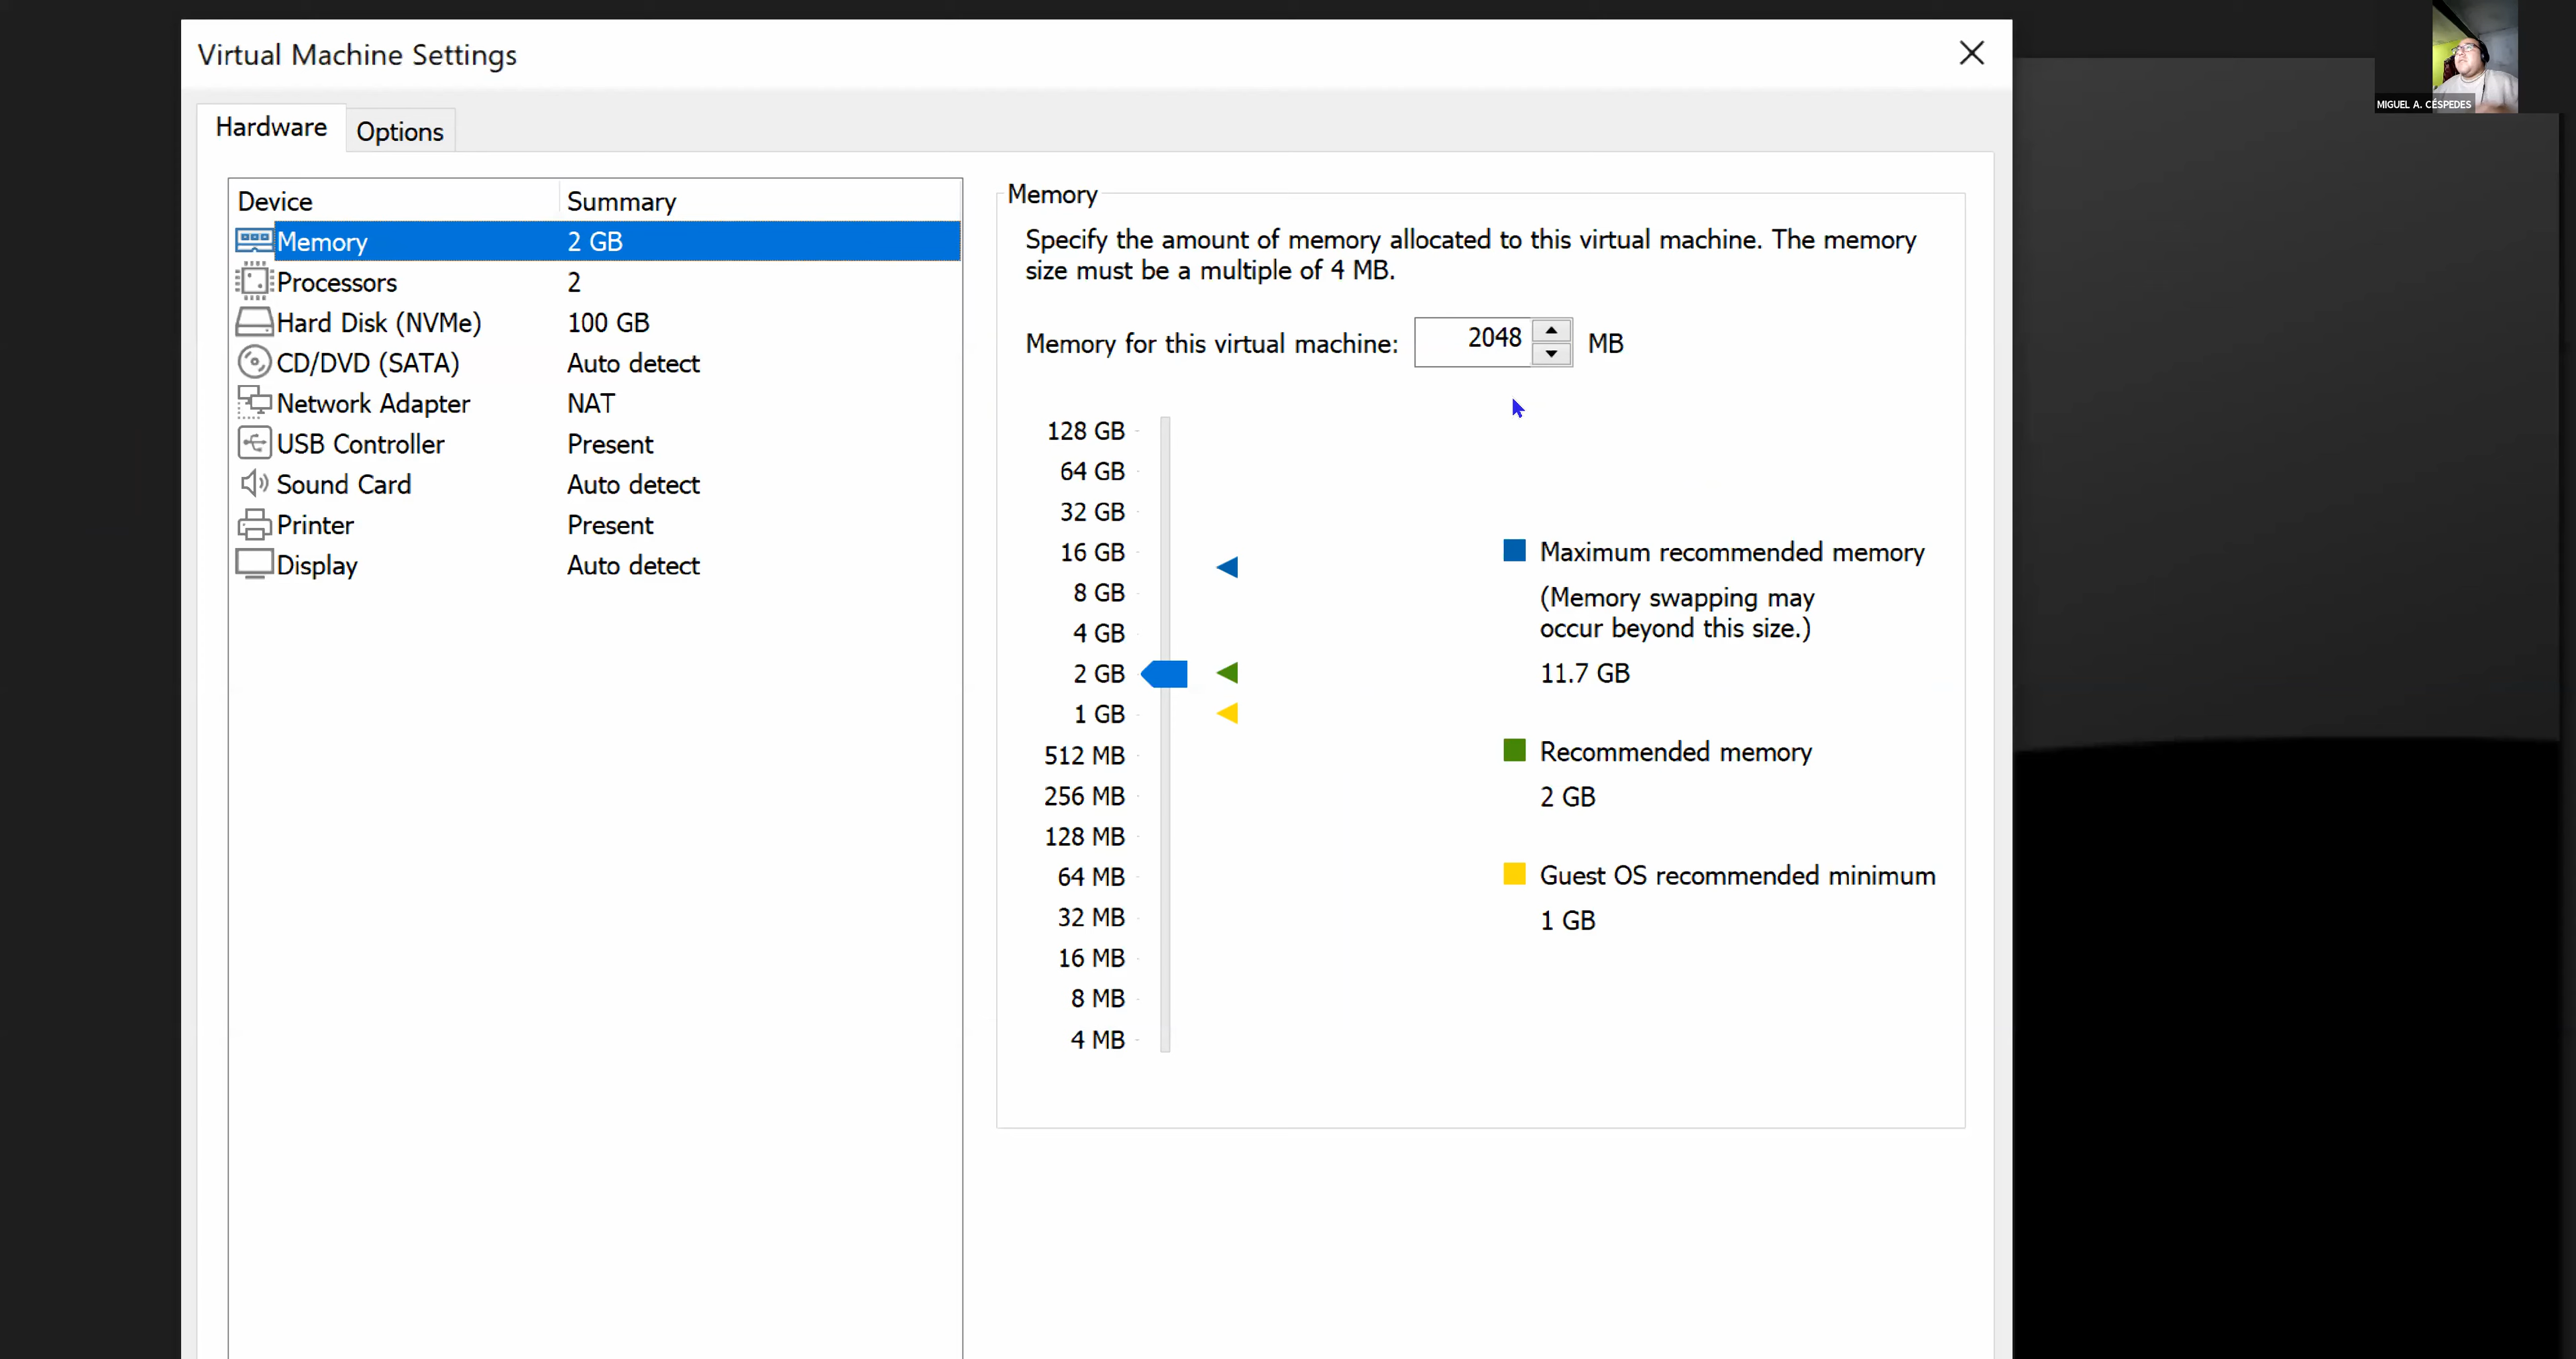 Virtual Machine Settings
MIGUEL A. CÉSPEDES
Hardware
Options
Device Summary
Memory 2 GB
Processors 2
Hard Disk (NVMe) 100 GB
CD/DVD (SATA) Auto detect
Network Adapter NAT
USB Controller Present
Sound Card Auto detect
Printer Present
Display Auto detect
Memory
Specify the amount of memory allocated to this virtual machine. The memory
size must be a multiple of 4 MB.
Memory for this virtual machine: 2048 MB
128 GB
64 GB
32 GB
16 GB
8 GB
4 GB
2 GB
1 GB
512 MB
256 MB
128 MB
64 MB
32 MB
16 MB
8 MB
4 MB
Maximum recommended memory
(Memory swapping may
occur beyond this size.)
11.7 GB
Recommended memory
2 GB
Guest OS recommended minimum
1 GB